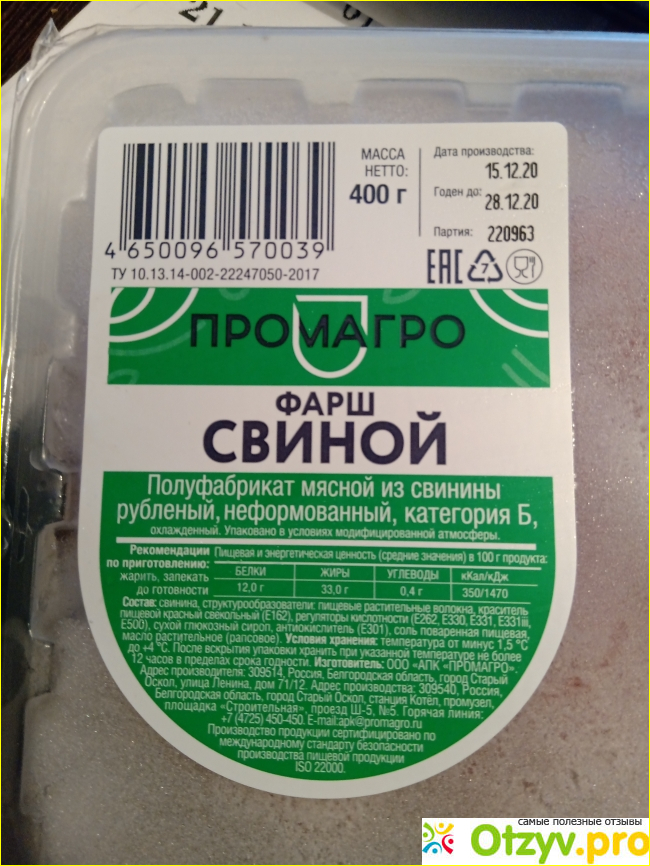 21
МАССА
НЕТТО:
400 г
Дата производства:
15.12.20
Годен до:
28.12.20
Партия: 220963
4 650096 570039
ТУ 10.13.14-002-22247050-2017
EAC 7
ПРОМАГРО
ФАРШ
СВИНОЙ
Полуфабрикат мясной из свинины
рубленый, неформованный, категория Б,
охлажденный. Упаковано в условиях модифицированной атмосферы.
Рекомендации
по приготовлению:
жарить, запекать
до готовности
Пищевая и энергетическая ценность (средние значения) в 100 г продукта:
БЕЛКИ ЖИРЫ УГЛЕВОДЫ кКал/кДж
12,0 г 33,0 г 0,4 г 350/1470
Состав: свинина, структурообразователи: пищевые растительные волокна, краситель
пищевой красный свекольный (Е162), регуляторы кислотности (Е262, Е330, Е331, Е331iii,
Е500), сухой глюкозный сироп, антиокислитель (Е301), соль поваренная пищевая,
масло растительное (рапсовое). Условия хранения: температура от минус 1,5 °С
до +4 °С. После вскрытия упаковки хранить при указанной температуре не более
12 часов в пределах срока годности. Изготовитель: ООО «АПК «ПРОМАГРО».
Адрес производителя: 309514, Россия, Белгородская область, город Старый
Оскол, улица Ленина, дом 71/12. Адрес производства: 309540, Россия,
Белгородская область, город Старый Оскол, станция Котёл, промузел,
площадка «Строительная», проезд Ш-5, №5. Горячая линия:
+7 (4725) 450-450. E-mail:apk@promagro.ru
Производство продукции сертифицировано по
международному стандарту безопасности
производства пищевой продукции
ISO 22000.
самые полезные отзывы
Otzyv.pro